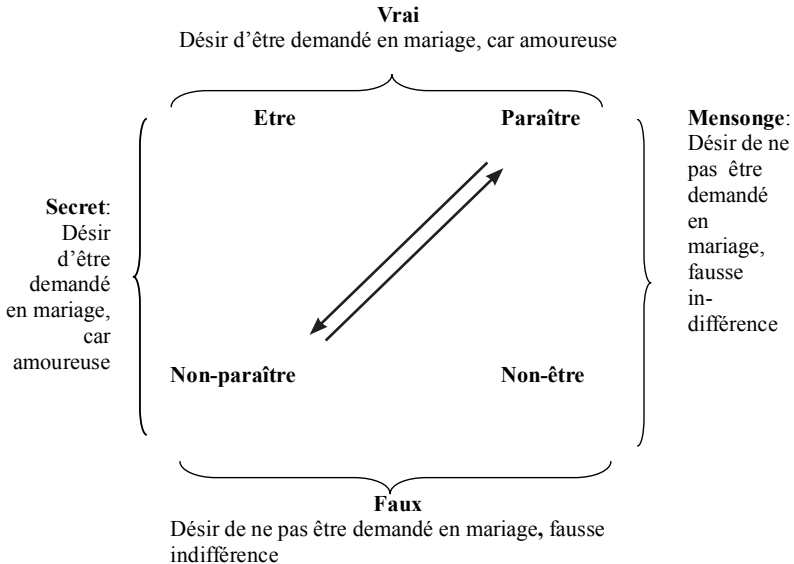 Vrai
Désir d’être demandé en mariage, car amoureuse
Etre
Paraître
Mensonge:
Désir de ne
pas être
demandé
en
mariage,
fausse
in-
différence
Secret:
Désir
d’être
demandé
en mariage,
car
amoureuse
Non-paraître
Non-être
Faux
Désir de ne pas être demandé en mariage, fausse
indifférence